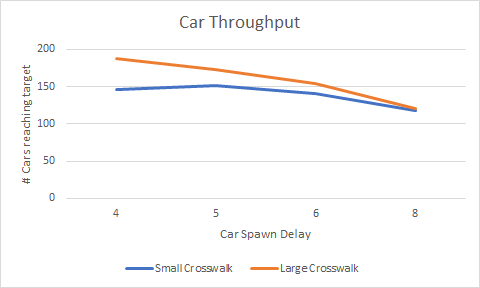 Car Throughput
200
150
100
50
0
# Cars reaching target
4 5 6 8
Car Spawn Delay
Small Crosswalk Large Crosswalk